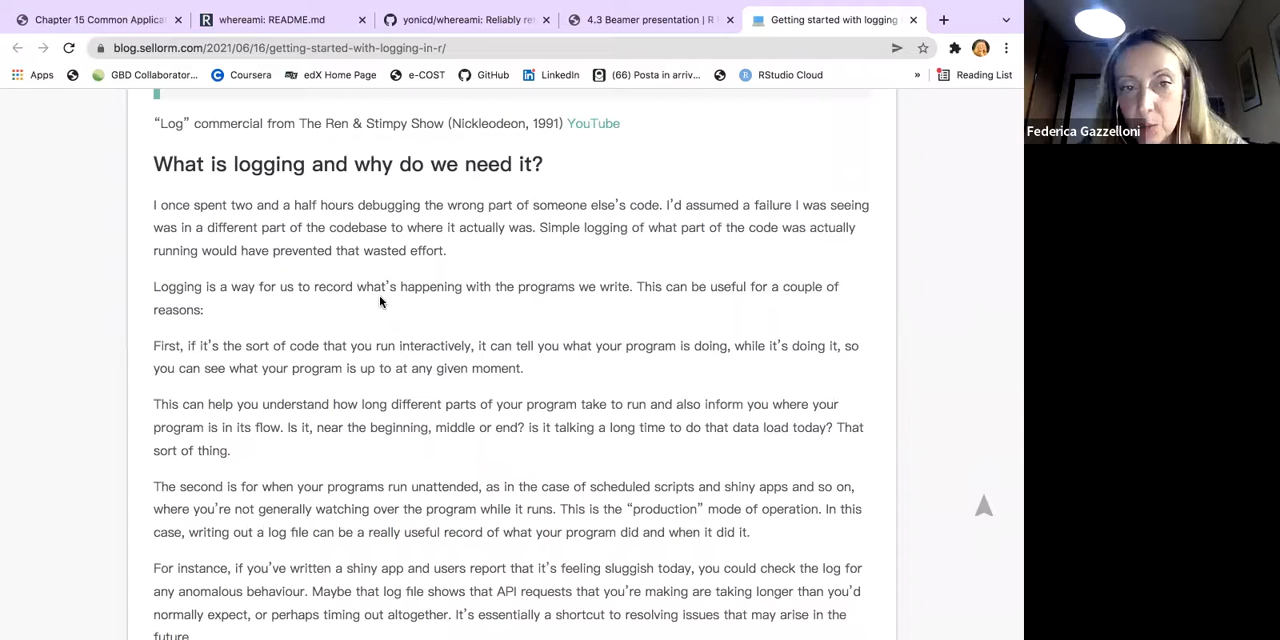 Chapter 15 Common Applica
whereami: README.md
yonicd/whereami: Reliably re
4.3 Beamer presentation | R
Getting started with logging
blog.sellorm.com/2021/06/16/getting-started-with-logging-in-r/
Apps
GBD Collaborator...
Coursera
edX Home Page
e-COST
GitHub
LinkedIn
(66) Posta in arriv...
RStudio Cloud
»
Reading List
Federica Gazzelloni
“Log” commercial from The Ren & Stimpy Show (Nickleodeon, 1991) YouTube
What is logging and why do we need it?
I once spent two and a half hours debugging the wrong part of someone else’s code. I’d assumed a failure I was seeing
was in a different part of the codebase to where it actually was. Simple logging of what part of the code was actually
running would have prevented that wasted effort.
Logging is a way for us to record what’s happening with the programs we write. This can be useful for a couple of
reasons:
First, if it’s the sort of code that you run interactively, it can tell you what your program is doing, while it’s doing it, so
you can see what your program is up to at any given moment.
This can help you understand how long different parts of your program take to run and also inform you where your
program is in its flow. Is it, near the beginning, middle or end? is it talking a long time to do that data load today? That
sort of thing.
The second is for when your programs run unattended, as in the case of scheduled scripts and shiny apps and so on,
where you’re not generally watching over the program while it runs. This is the “production” mode of operation. In this
case, writing out a log file can be a really useful record of what your program did and when it did it.
For instance, if you’ve written a shiny app and users report that it’s feeling sluggish today, you could check the log for
any anomalous behaviour. Maybe that log file shows that API requests that you’re making are taking longer than you’d
normally expect, or perhaps timing out altogether. It’s essentially a shortcut to resolving issues that may arise in the
future